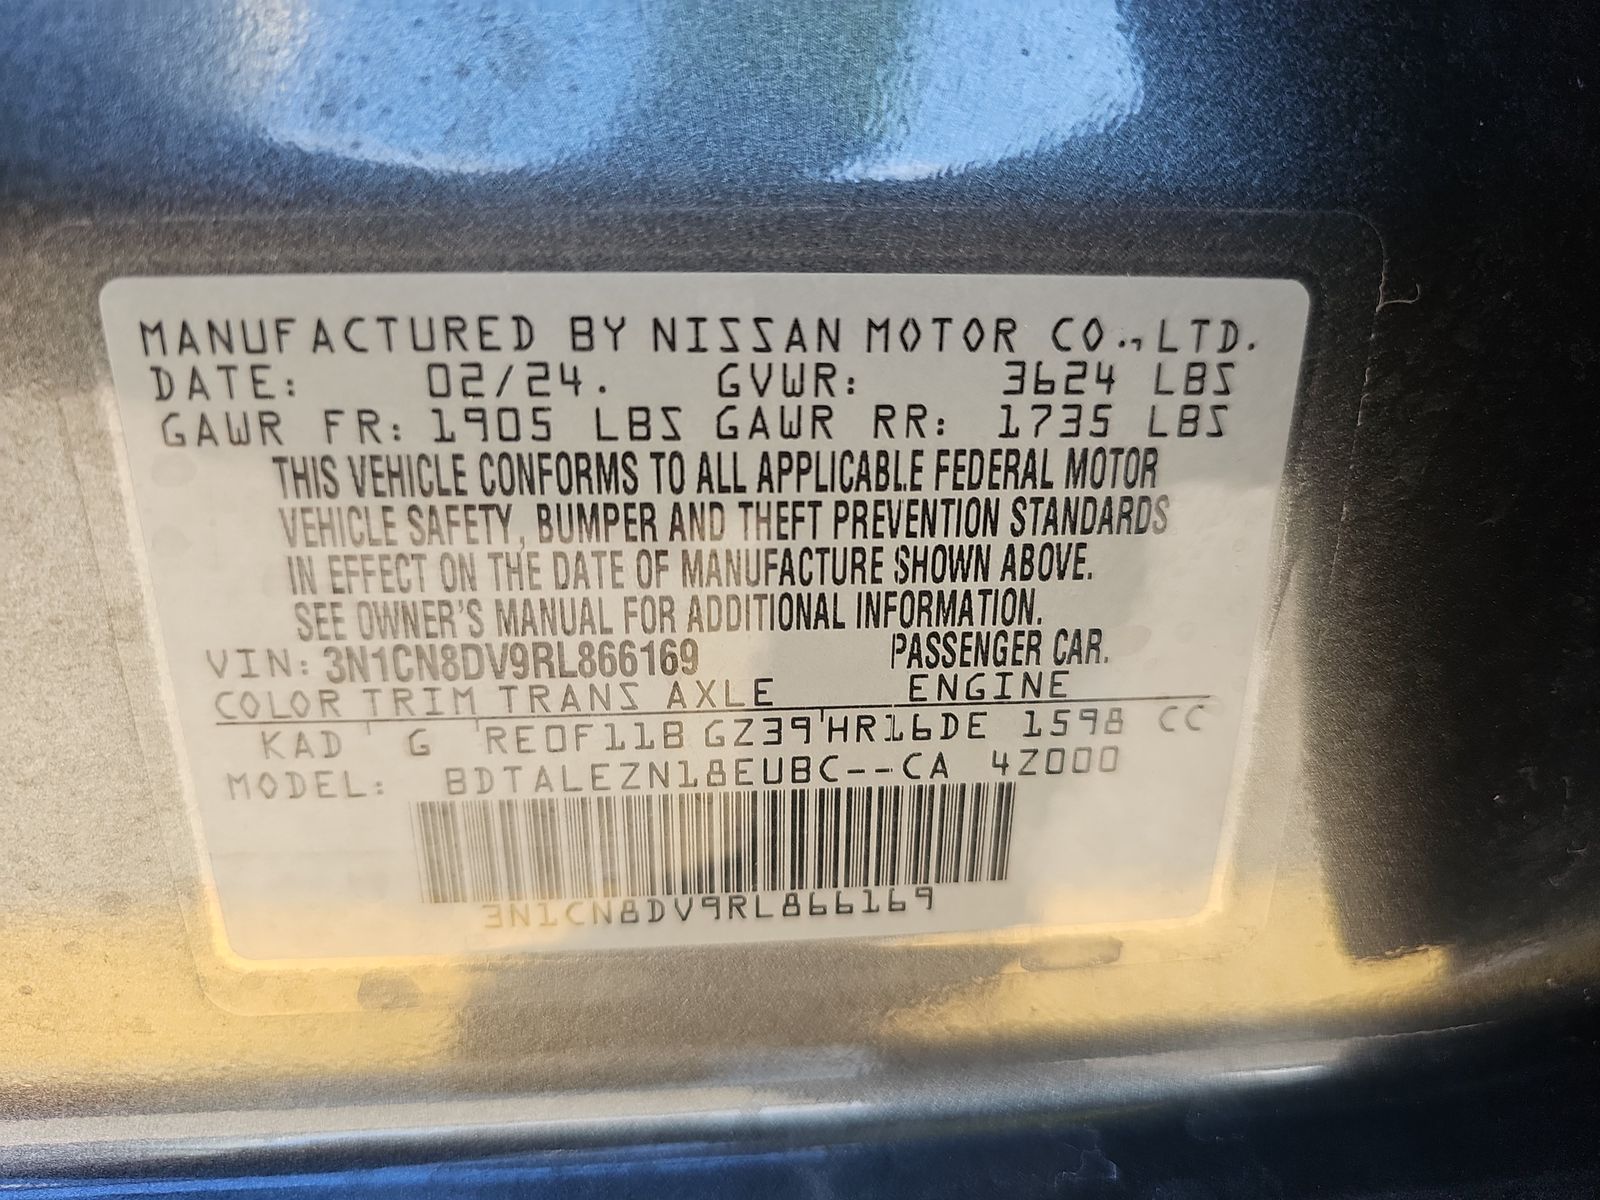 MANUFACTURED BY NISSAN MOTOR CO., LTD.
DATE: 02/24. GVWR: 3624 LBS
GAWR FR: 1905 LBS GAWR RR: 1735 LBS
THIS VEHICLE CONFORMS TO ALL APPLICABLE FEDERAL MOTOR
VEHICLE SAFETY, BUMPER AND THEFT PREVENTION STANDARDS
IN EFFECT ON THE DATE OF MANUFACTURE SHOWN ABOVE.
SEE OWNER'S MANUAL FOR ADDITIONAL INFORMATION.
VIN: 3N1CN8DV9RL866169 PASSENGER CAR.
COLOR TRIM TRANS AXLE ENGINE
KAD G RE0F11B GZ39 HR16DE 1598 CC
MODEL: BDTALEZN18EUBC--CA 4Z000
3N1CN8DV9RL866169